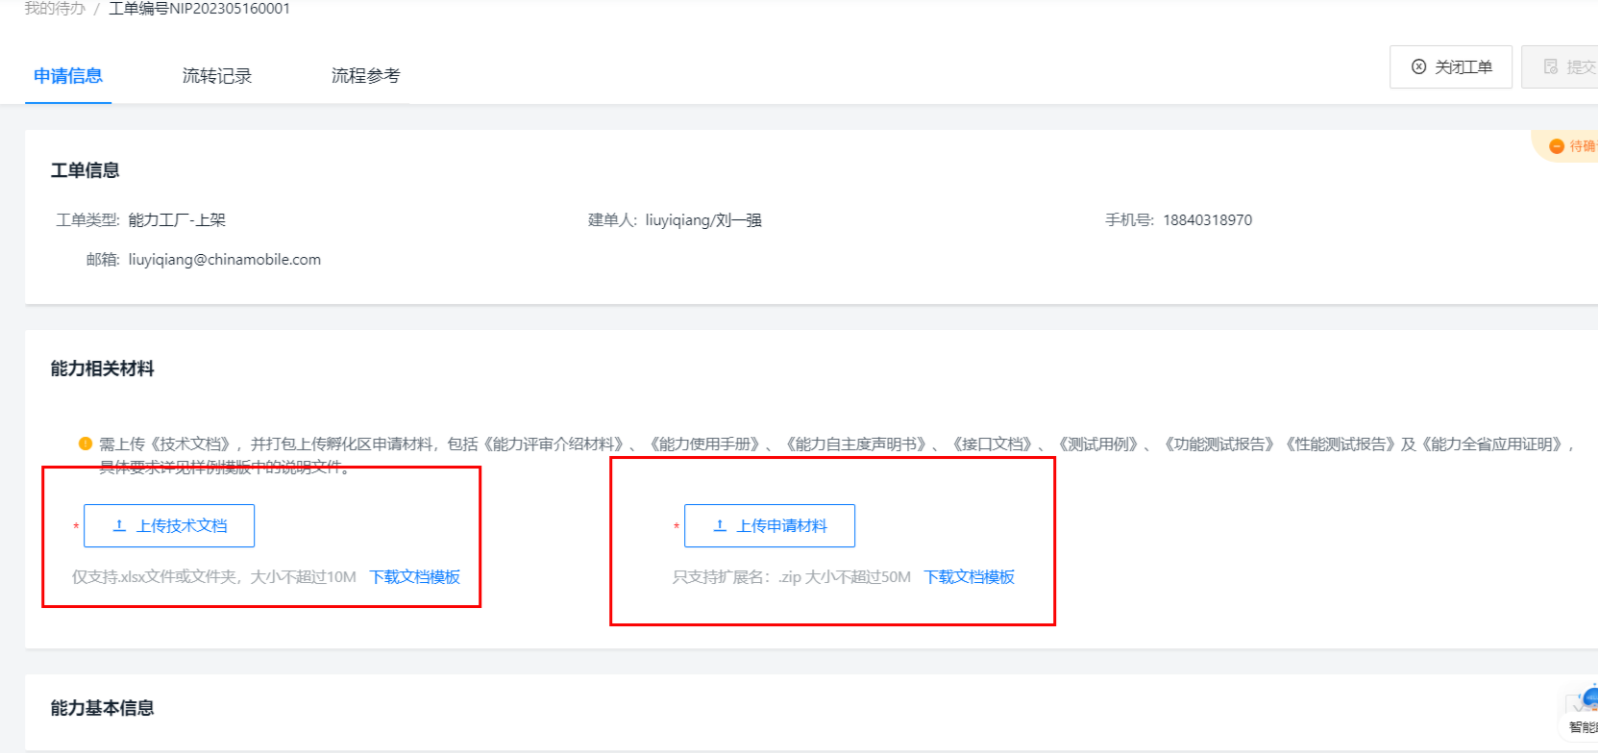 我的待办 / 工单编号NIP202305160001
申请信息 流转记录 流程参考
关闭工单 提交
待确
工单信息
工单类型: 能力工厂-上架 建单人: liuyiqiang/刘一强 手机号: 18840318970
邮箱: liuyiqiang@chinamobile.com
能力相关材料
需上传《技术文档》，并打包上传孵化区申请材料，包括《能力评审介绍材料》、《能力使用手册》、《能力自主度声明书》、《接口文档》、《测试用例》、《功能测试报告》《性能测试报告》及《能力全省应用证明》，
具体要求详见样例模版中的说明文件。
* 上传技术文档 * 上传申请材料
仅支持.xlsx文件或文件夹，大小不超过10M 下载文档模板 只支持扩展名：.zip 大小不超过50M 下载文档模板
能力基本信息
智能